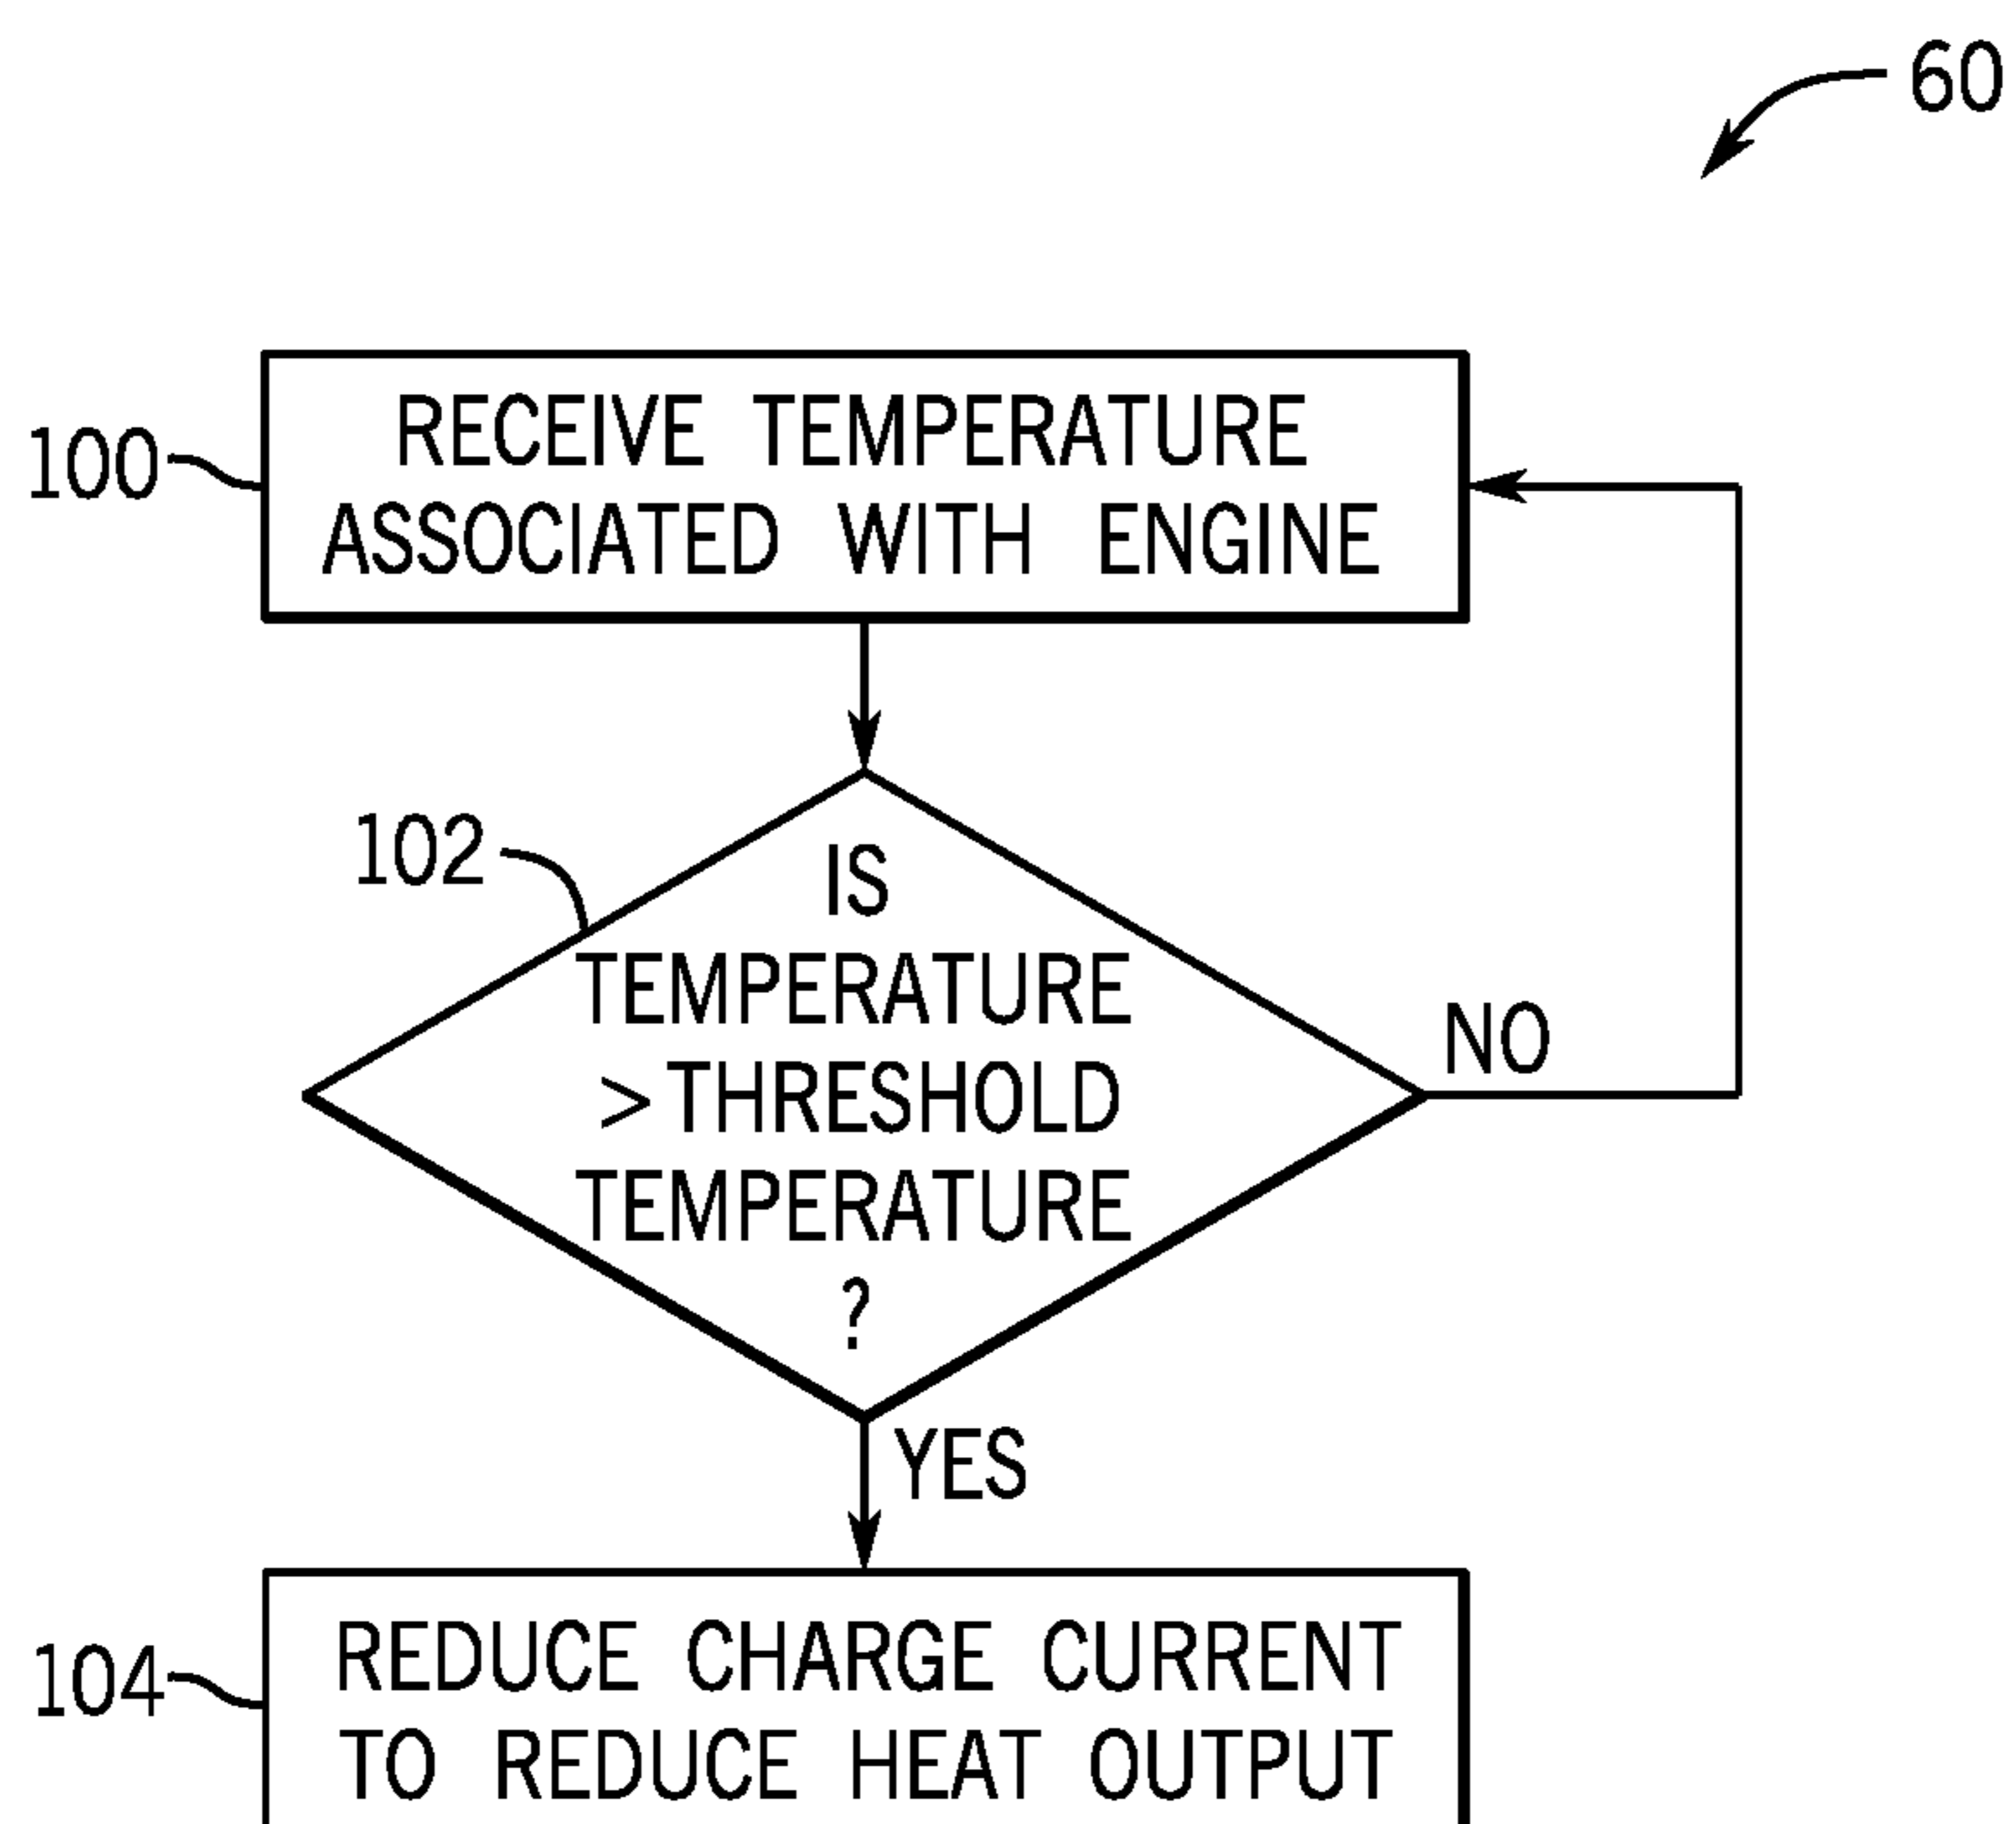 60
100
RECEIVE TEMPERATURE
ASSOCIATED WITH ENGINE
102
IS
TEMPERATURE
>THRESHOLD
TEMPERATURE
?
NO
YES
104
REDUCE CHARGE CURRENT
TO REDUCE HEAT OUTPUT